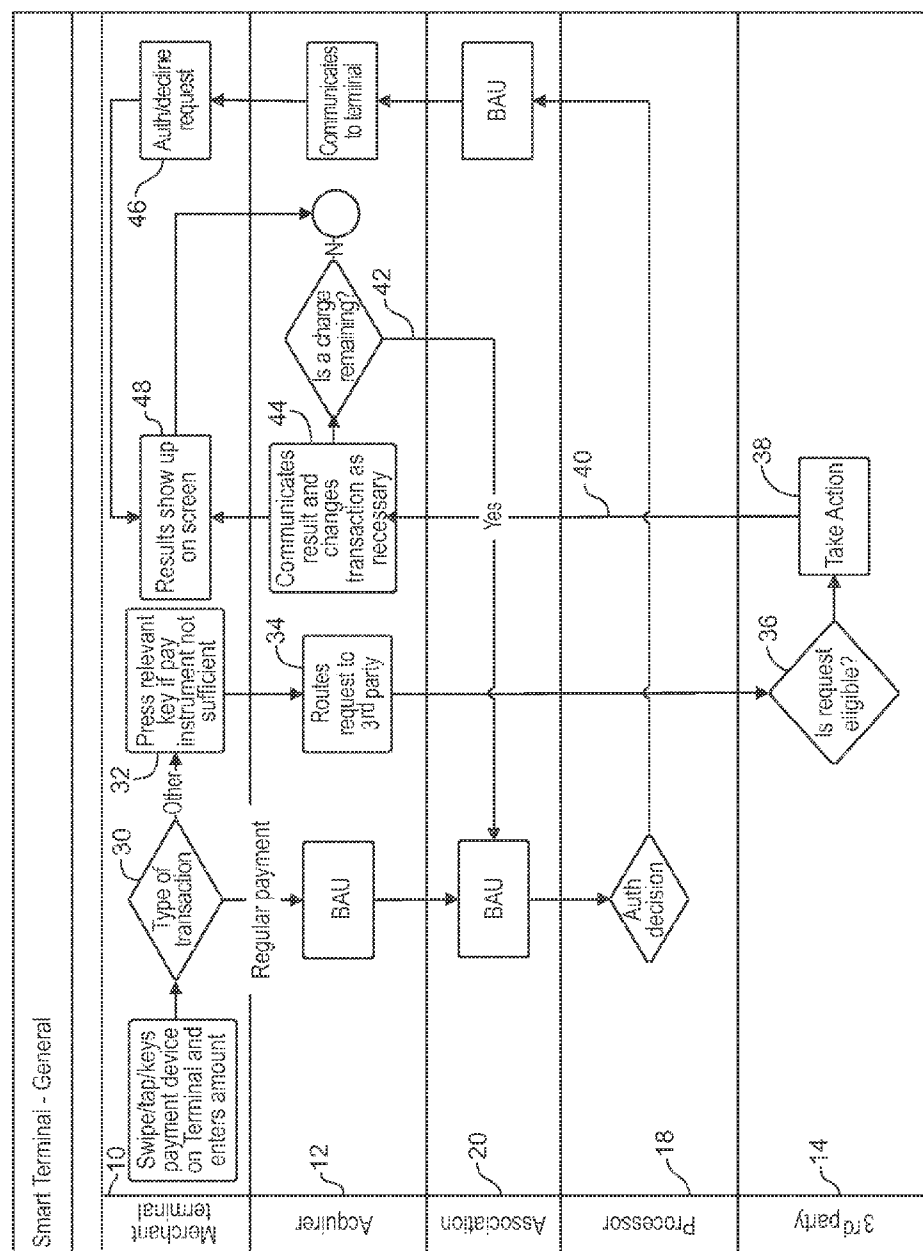 Smart Terminal - General
Merchant
terminal
10
Swipe/tap/keys
payment device
on Terminal and
enters amount
30
Type of
transaction
Other
Regular payment
32
Press relevant
key if pay
instrument not
sufficient
48
Results show up
on screen
46
Auth/decline
request
Acquirer
12
BAU
34
Routes
request to
3rd party
44
Communicates
result and
changes
transaction as
necessary
Is a charge
remaining?
N
42
Communicates
to terminal
Association
20
BAU
Yes
BAU
Processor
18
Auth
decision
40
3rd party
14
36
Is request
eligible?
38
Take Action